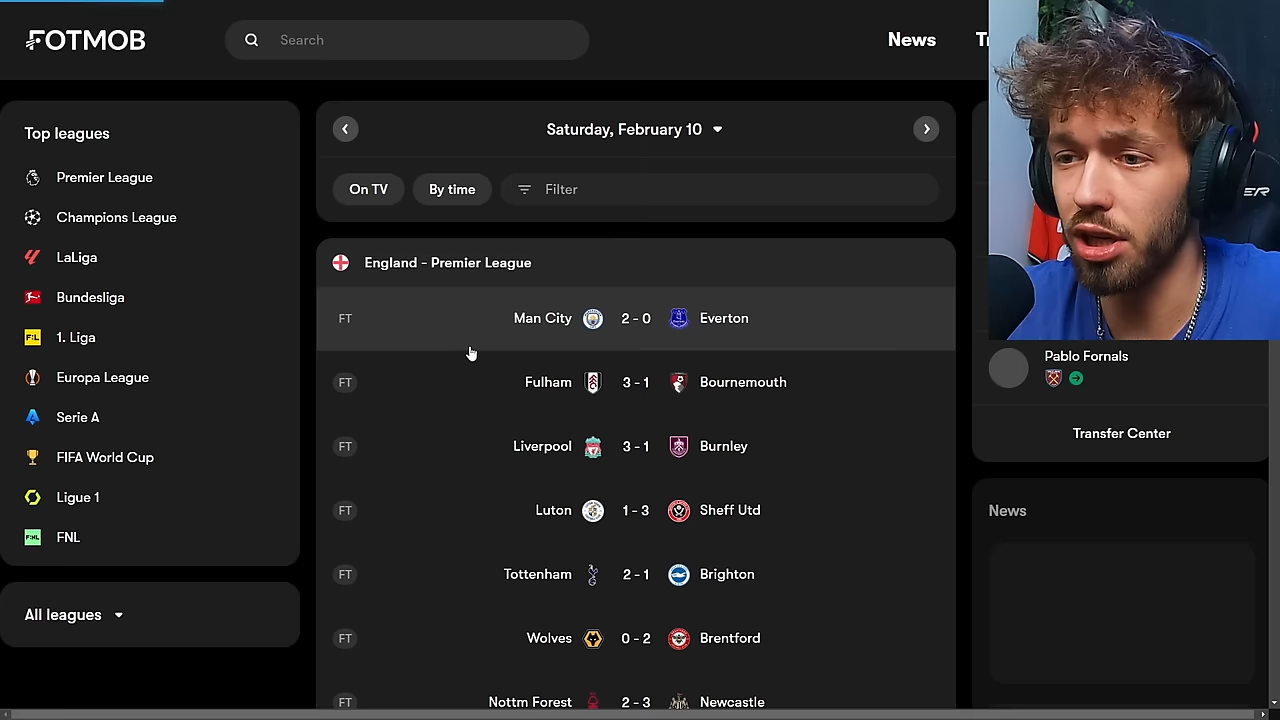 FOTMOB
Search
News
Top leagues
Premier League
Champions League
LaLiga
Bundesliga
1. Liga
Europa League
Serie A
FIFA World Cup
Ligue 1
FNL
All leagues
Saturday, February 10
On TV
By time
Filter
England - Premier League
FT Man City 2 - 0 Everton
FT Fulham 3 - 1 Bournemouth
FT Liverpool 3 - 1 Burnley
FT Luton 1 - 3 Sheff Utd
FT Tottenham 2 - 1 Brighton
FT Wolves 0 - 2 Brentford
FT Nottm Forest 2 - 3 Newcastle
Pablo Fornals
Transfer Center
News